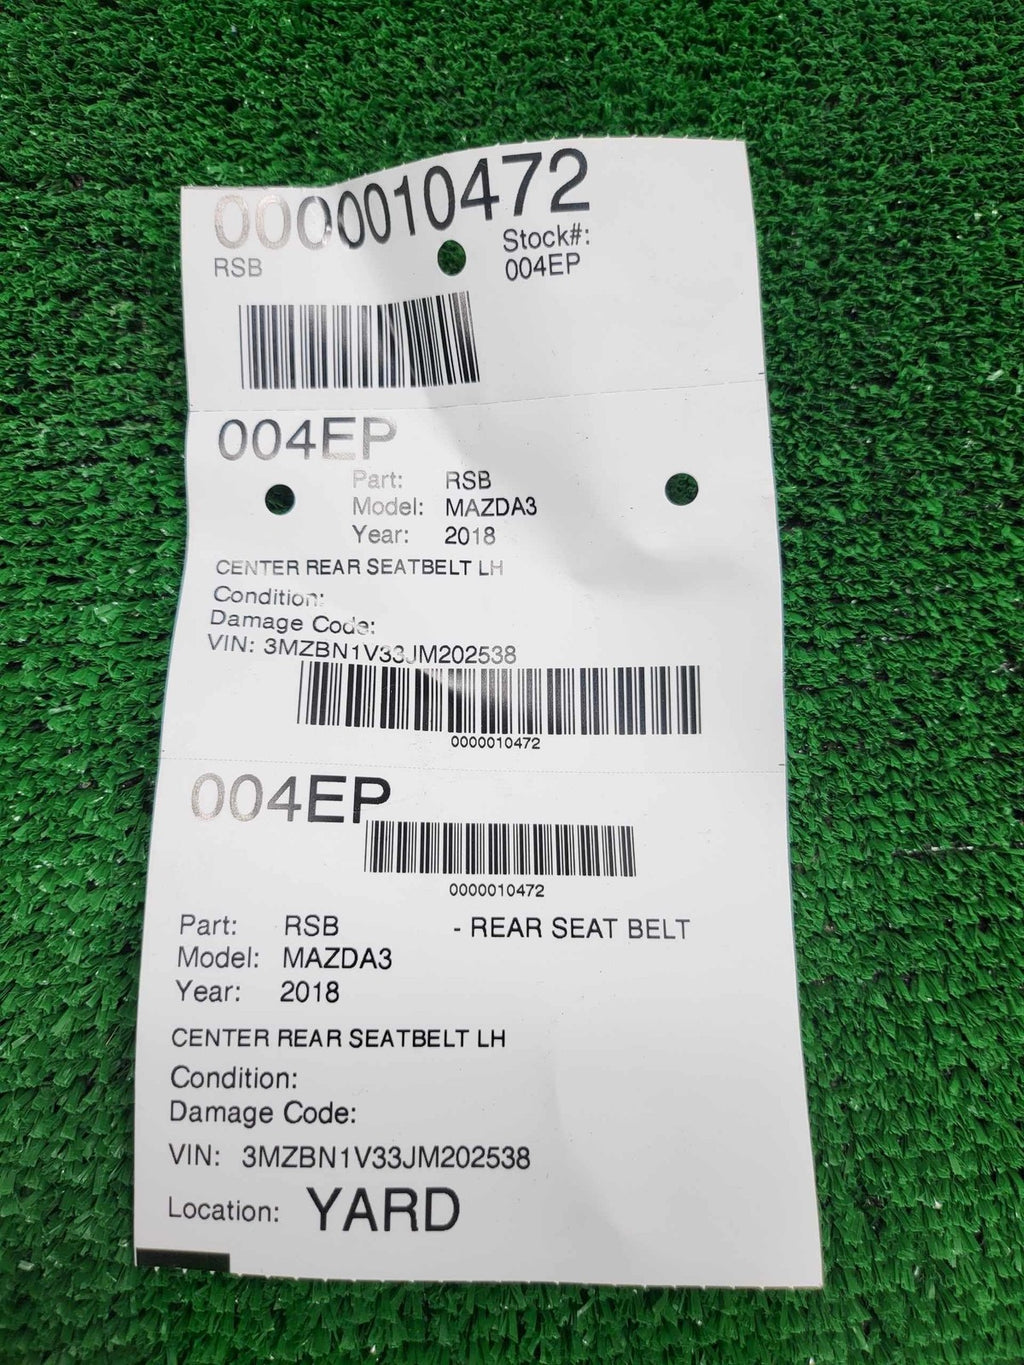 0000010472
RSB
Stock#:
004EP
004EP
Part: RSB
Model: MAZDA3
Year: 2018
CENTER REAR SEATBELT LH
Condition:
Damage Code:
VIN: 3MZBN1V33JM202538
0000010472
004EP
0000010472
Part: RSB - REAR SEAT BELT
Model: MAZDA3
Year: 2018
CENTER REAR SEATBELT LH
Condition:
Damage Code:
VIN: 3MZBN1V33JM202538
Location: YARD